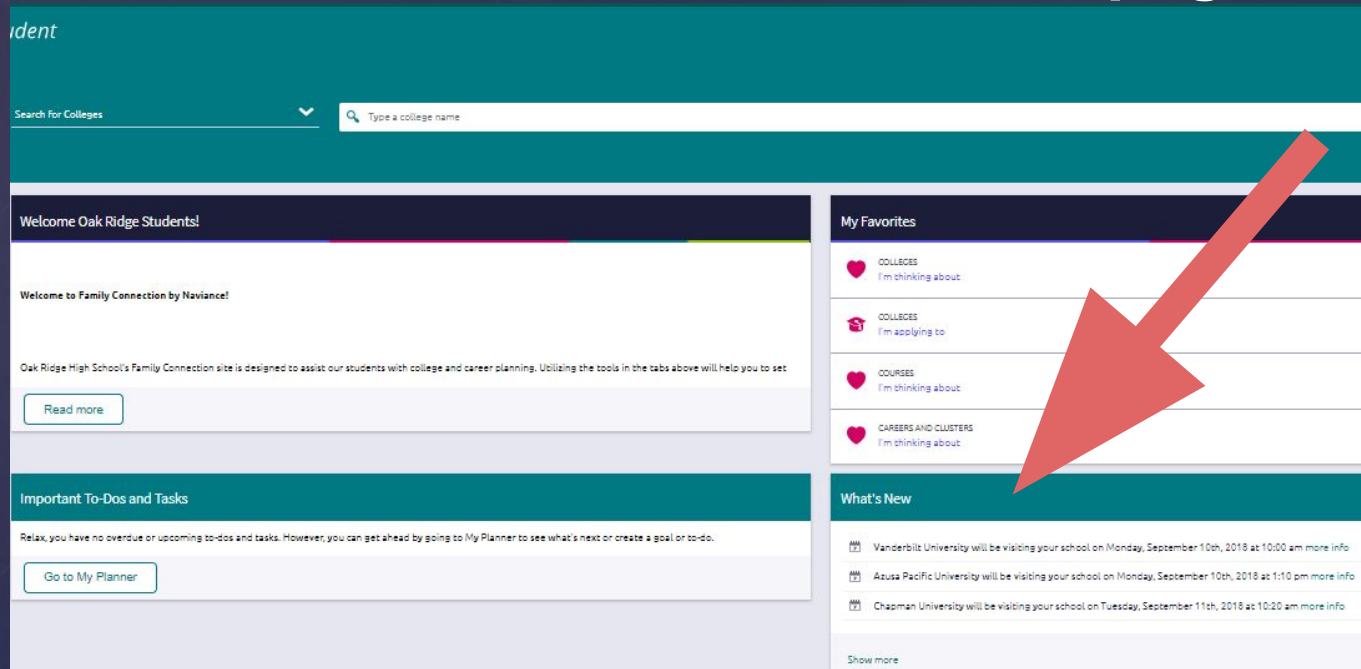 Search For Colleges
Type a college name
Welcome Oak Ridge Students!
Welcome to Family Connection by Naviance!
Oak Ridge High School's Family Connection site is designed to assist our students with college and career planning. Utilizing the tools in the tabs above will help you to set
Read more
My Favorites
COLLEGES
I'm thinking about
COLLEGES
I'm applying to
COURSES
I'm thinking about
CAREERS AND CLUSTERS
I'm thinking about
Important To-Dos and Tasks
Relax, you have no overdue or upcoming to-dos and tasks. However, you can get ahead by going to My Planner to see what's next or create a goal or to-do.
Go to My Planner
What's New
Vanderbilt University will be visiting your school on Monday, September 10th, 2018 at 10:00 am more info
Azusa Pacific University will be visiting your school on Monday, September 10th, 2018 at 1:10 pm more info
Chapman University will be visiting your school on Tuesday, September 11th, 2018 at 10:20 am more info
Show more